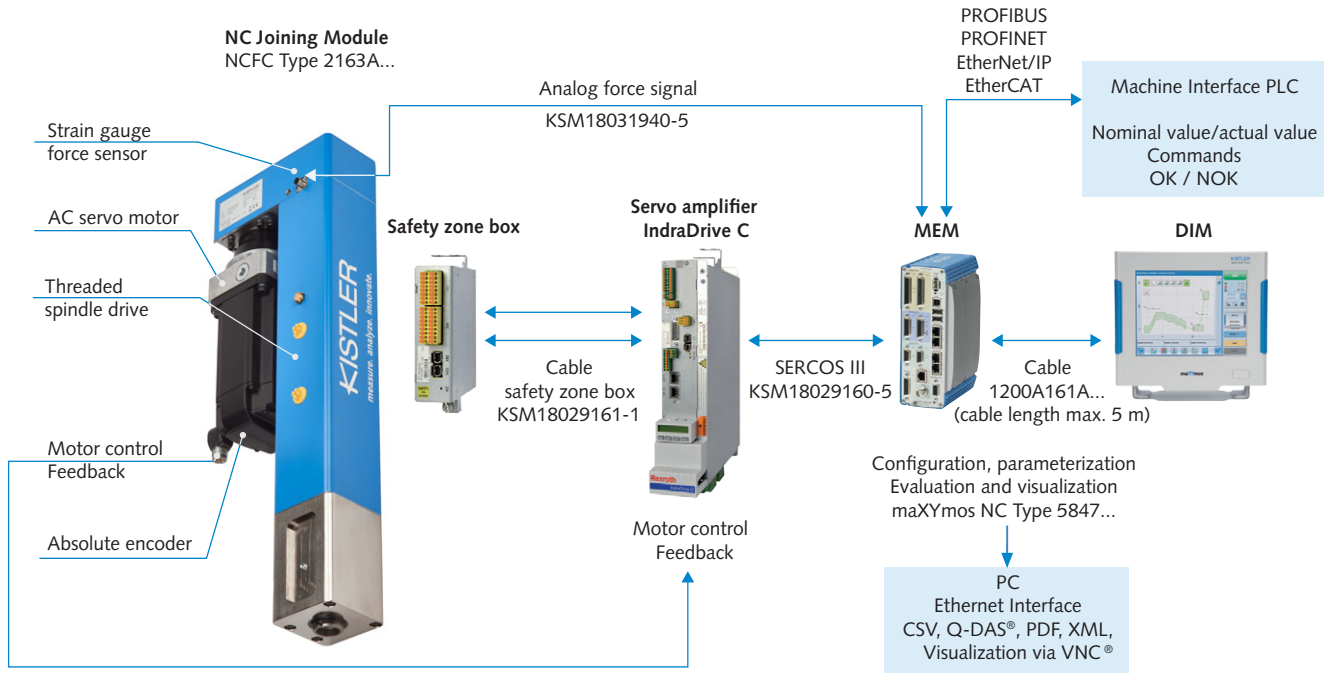 NC Joining Module
NCFC Type 2163A...
PROFIBUS
PROFINET
EtherNet/IP
EtherCAT
Analog force signal
KSM18031940-5
Machine Interface PLC
Nominal value/actual value
Commands
OK / NOK
Strain gauge
force sensor
AC servo motor
Threaded
spindle drive
Motor control
Feedback
Absolute encoder
KISTLER
measure. analyze. innovate.
Safety zone box
Servo amplifier
IndraDrive C
MEM
DIM
Cable
safety zone box
KSM18029161-1
SERCOS III
KSM18029160-5
Cable
1200A161A...
(cable length max. 5 m)
Rexroth
IndraDrive C
KISTLER
maXYmos
Motor control
Feedback
Configuration, parameterization
Evaluation and visualization
maXYmos NC Type 5847...
PC
Ethernet Interface
CSV, Q-DAS®, PDF, XML,
Visualization via VNC®